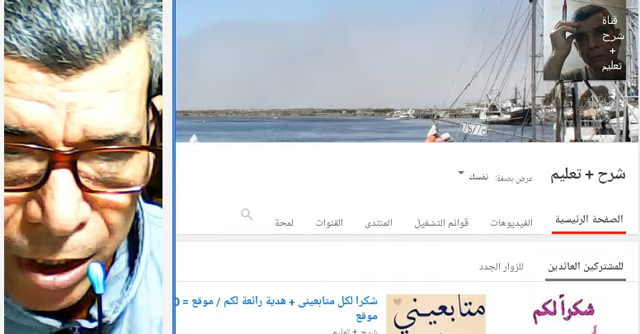 قناة
شرح
+
تعليم
شرح + تعليم
عرض بصفة: نفسك
الصفحة الرئيسية
الفيديوهات
قوائم التشغيل
المنتدى
القنوات
لمحة
للمشتركين العائدين
للزوار الجدد
شكرا لكل متابعينى + هدية رائعة لكم / موقع =
موقع
شرح + تعليم
متابعيني
شكراً لكم